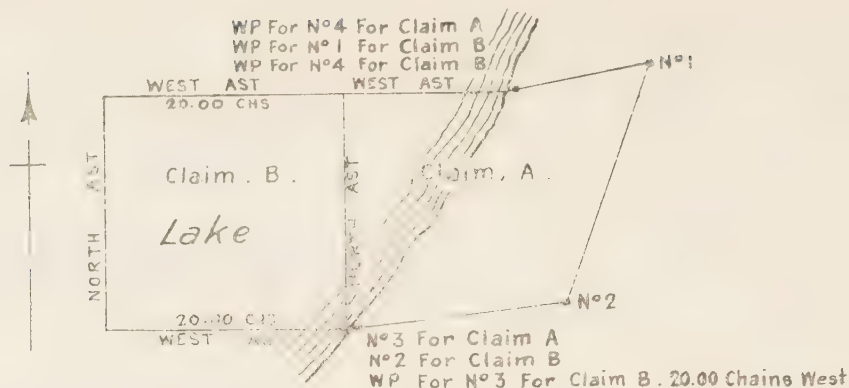 WP For Nº4 For Claim A
WP For Nº1 For Claim B
WP For Nº4 For Claim B
Nº1
WEST AST
WEST AST
20.00 CHS
Claim . B .
Claim, A .
Lake
NORTH AST
NORTH AST
Nº2
20.00 CHS
WEST
Nº3 For Claim A
Nº2 For Claim B
WP For Nº3 For Claim B . 20.00 Chains West